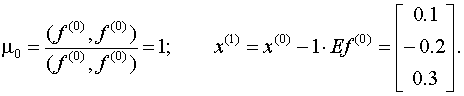 μ₀ = (f⁽⁰⁾, f⁽⁰⁾) / (f⁽⁰⁾, f⁽⁰⁾) = 1; x⁽¹⁾ = x⁽⁰⁾ − 1·Ef⁽⁰⁾ = [0.1 −0.2 0.3].